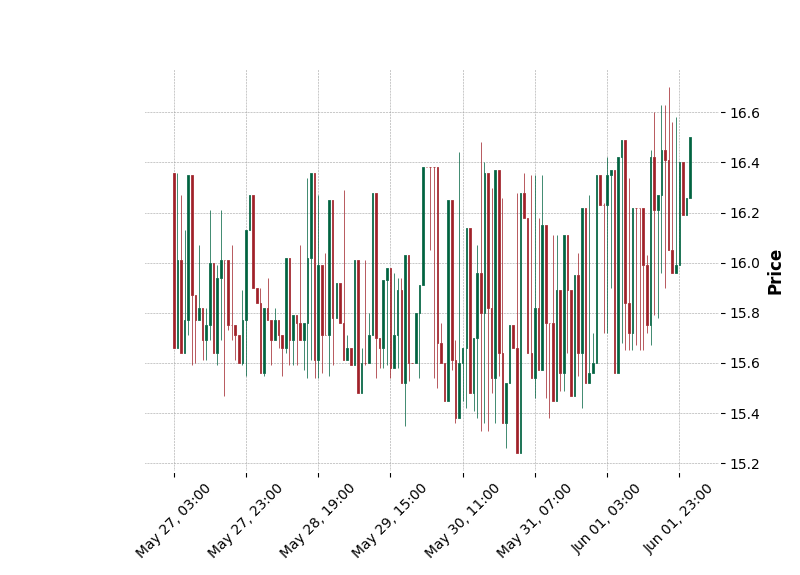 16.6
16.4
16.2
16.0
15.8
15.6
15.4
15.2
Price
May 27, 03:00
May 27, 23:00
May 28, 19:00
May 29, 15:00
May 30, 11:00
May 31, 07:00
Jun 01, 03:00
Jun 01, 23:00